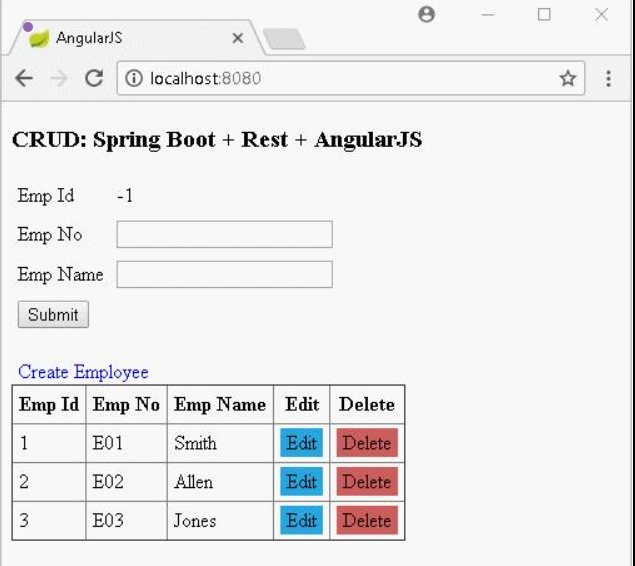 AngularJS
localhost:8080
CRUD: Spring Boot + Rest + AngularJS
Emp Id -1
Emp No
Emp Name
Submit
Create Employee
Emp Id Emp No Emp Name Edit Delete
1 E01 Smith Edit Delete
2 E02 Allen Edit Delete
3 E03 Jones Edit Delete